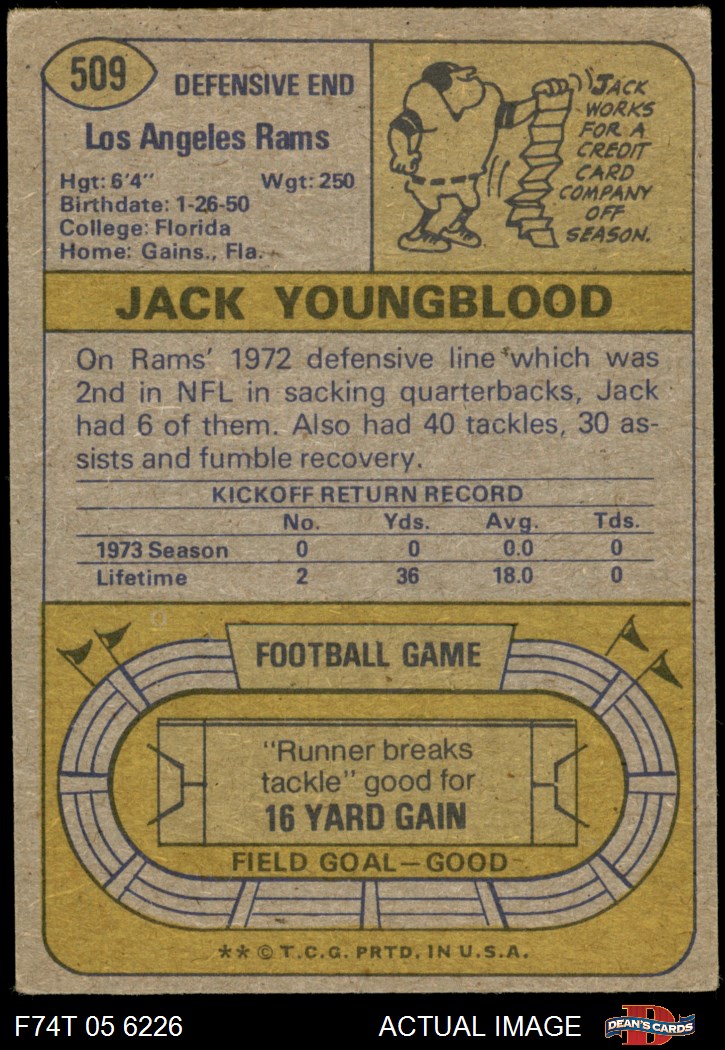 509
DEFENSIVE END
Los Angeles Rams
Hgt: 6'4" Wgt: 250
Birthdate: 1-26-50
College: Florida
Home: Gains., Fla.
JACK
WORKS
FOR A
CREDIT
CARD
COMPANY
OFF
SEASON.
JACK YOUNGBLOOD
On Rams' 1972 defensive line which was
2nd in NFL in sacking quarterbacks, Jack
had 6 of them. Also had 40 tackles, 30 as-
sists and fumble recovery.
KICKOFF RETURN RECORD
No. Yds. Avg. Tds.
1973 Season 0 0 0.0 0
Lifetime 2 36 18.0 0
FOOTBALL GAME
"Runner breaks
tackle" good for
16 YARD GAIN
FIELD GOAL—GOOD
** © T.C.G. PRTD. IN U.S.A.
F74T 05 6226 ACTUAL IMAGE
D
DEAN'S CARDS